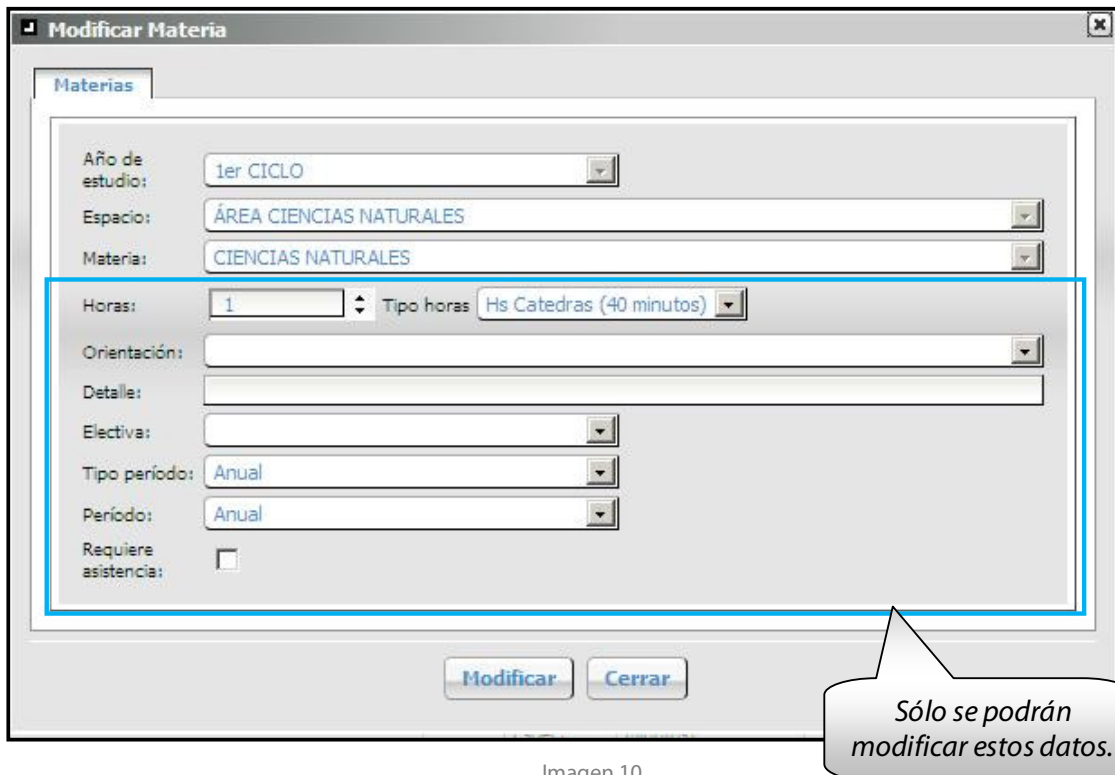 Modificar Materia
Materias
Año de
estudio:
1er CICLO
Espacio: ÁREA CIENCIAS NATURALES
Materia: CIENCIAS NATURALES
Horas: 1 Tipo horas Hs Catedras (40 minutos)
Orientación:
Detalle:
Electiva:
Tipo período: Anual
Período: Anual
Requiere
asistencia:
Modificar Cerrar
Sólo se podrán
modificar estos datos.
Imagen 10